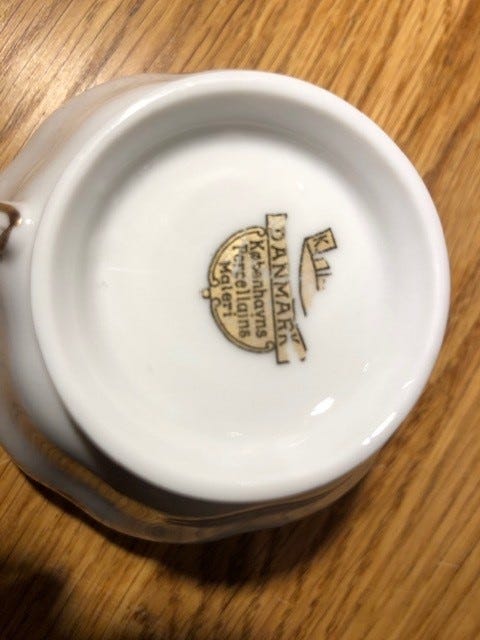 DANMARK
Københavns
Porcellains
Maleri